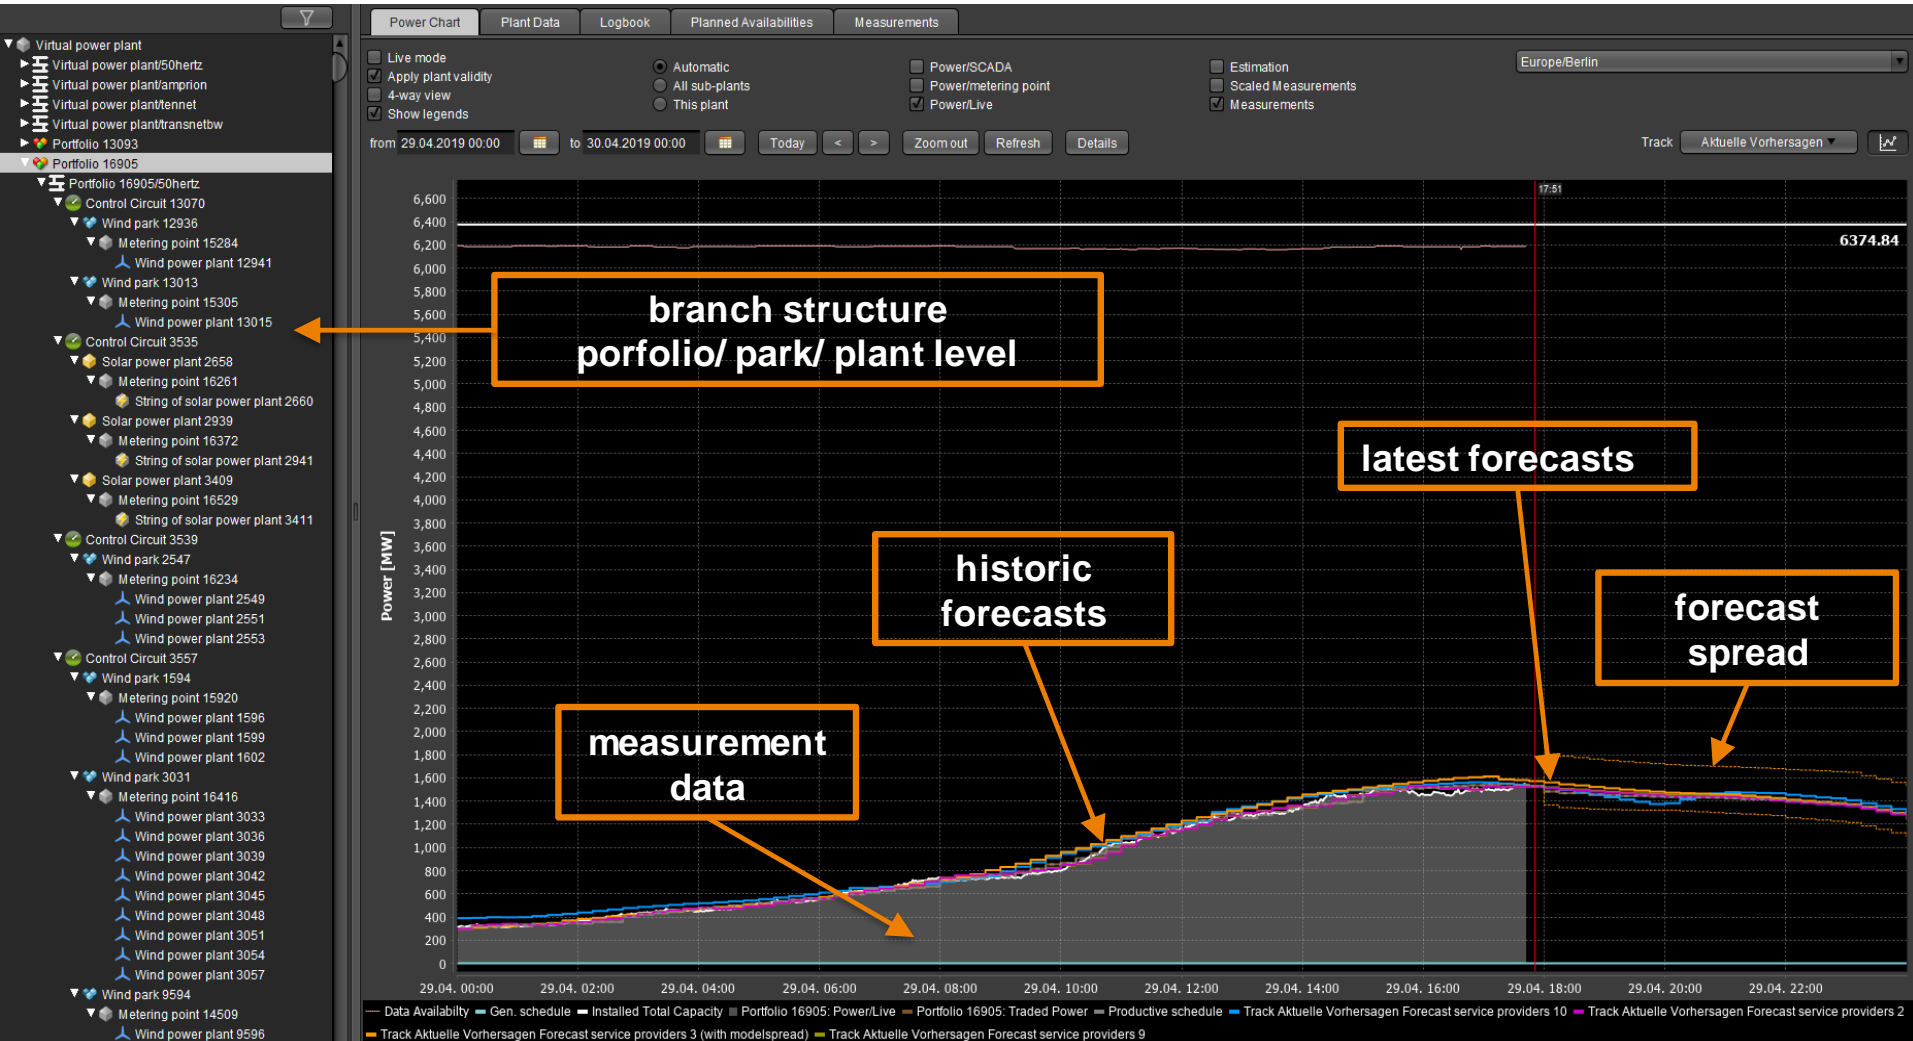 Power Chart
Plant Data
Logbook
Planned Availabilities
Measurements
Virtual power plant
Virtual power plant/50hertz
Virtual power plant/amprion
Virtual power plant/tennet
Virtual power plant/transnetbw
Portfolio 13093
Portfolio 16905
Portfolio 16905/50hertz
Control Circuit 13070
Wind park 12936
Metering point 15284
Wind power plant 12941
Wind park 13013
Metering point 15305
Wind power plant 13015
Control Circuit 3535
Solar power plant 2658
Metering point 16261
String of solar power plant 2660
Solar power plant 2939
Metering point 16372
String of solar power plant 2941
Solar power plant 3409
Metering point 16529
String of solar power plant 3411
Control Circuit 3539
Wind park 2547
Metering point 16234
Wind power plant 2549
Wind power plant 2551
Wind power plant 2553
Control Circuit 3557
Wind park 1594
Metering point 15920
Wind power plant 1596
Wind power plant 1599
Wind power plant 1602
Wind park 3031
Metering point 16416
Wind power plant 3033
Wind power plant 3036
Wind power plant 3039
Wind power plant 3042
Wind power plant 3045
Wind power plant 3048
Wind power plant 3051
Wind power plant 3054
Wind power plant 3057
Wind park 9594
Metering point 14509
Wind power plant 9596
Live mode
Apply plant validity
4-way view
Show legends
Automatic
All sub-plants
This plant
Power/SCADA
Power/metering point
Power/Live
Estimation
Scaled Measurements
Measurements
Europe/Berlin
from 29.04.2019 00:00 to 30.04.2019 00:00 Today < > Zoom out Refresh Details Track Aktuelle Vorhersagen
17:51
6374.84
Power [MW]
6,600
6,400
6,200
6,000
5,800
5,600
5,400
5,200
5,000
4,800
4,600
4,400
4,200
4,000
3,800
3,600
3,400
3,200
3,000
2,800
2,600
2,400
2,200
2,000
1,800
1,600
1,400
1,200
1,000
800
600
400
200
0
branch structure
porfolio/ park/ plant level
latest forecasts
historic
forecasts
forecast
spread
measurement
data
29.04. 00:00 29.04. 02:00 29.04. 04:00 29.04. 06:00 29.04. 08:00 29.04. 10:00 29.04. 12:00 29.04. 14:00 29.04. 16:00 29.04. 18:00 29.04. 20:00 29.04. 22:00
Data Availabilty Gen. schedule Installed Total Capacity Portfolio 16905: Power/Live Portfolio 16905: Traded Power Productive schedule Track Aktuelle Vorhersagen Forecast service providers 10 Track Aktuelle Vorhersagen Forecast service providers 2
Track Aktuelle Vorhersagen Forecast service providers 3 (with modelspread) Track Aktuelle Vorhersagen Forecast service providers 9